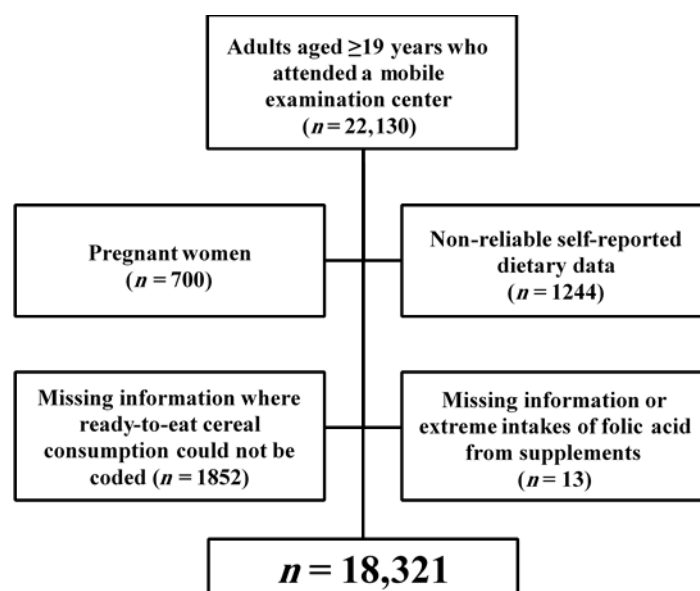 Adults aged ≥19 years who
attended a mobile
examination center
(n = 22,130)
Pregnant women
(n = 700)
Non-reliable self-reported
dietary data
(n = 1244)
Missing information where
ready-to-eat cereal
consumption could not be
coded (n = 1852)
Missing information or
extreme intakes of folic acid
from supplements
(n = 13)
n = 18,321